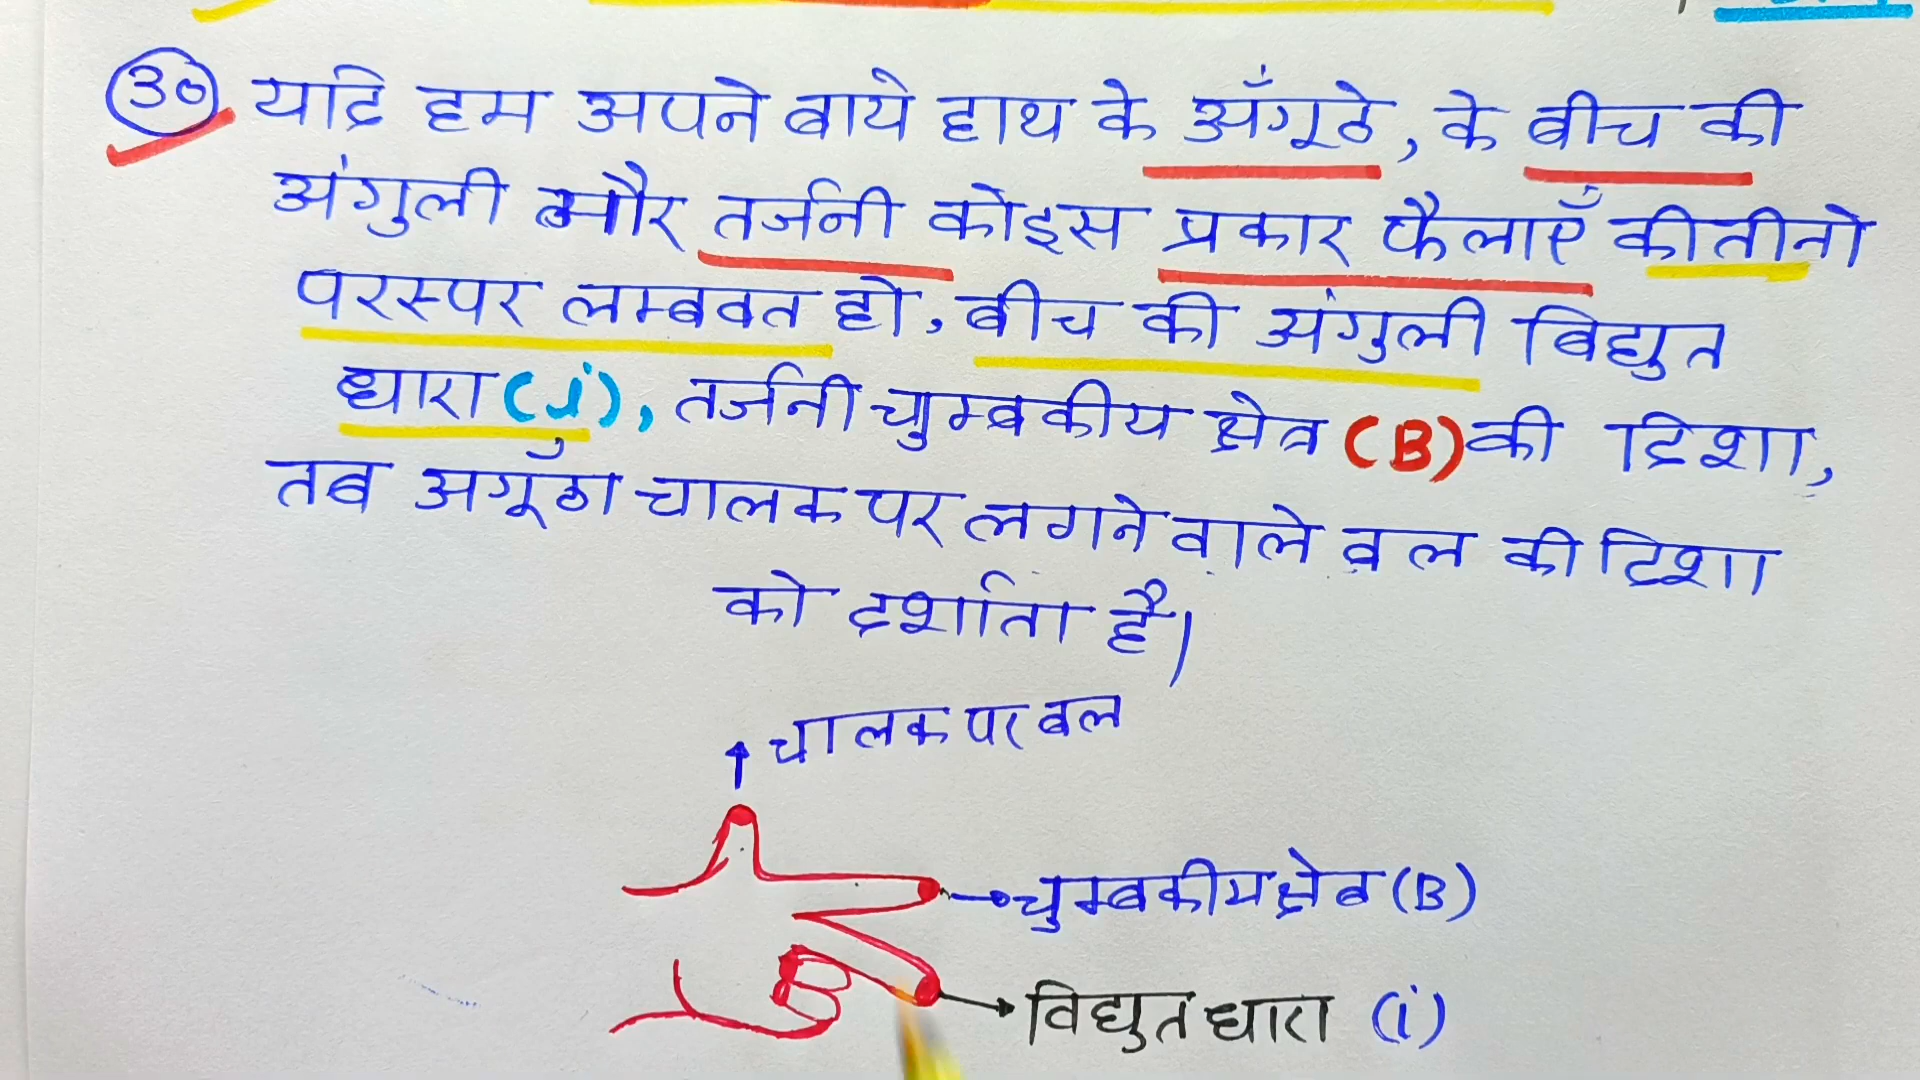 30 यदि हम अपने बाये हाथ के अँगूठे, के बीच की
अंगुली और तर्जनी को इस प्रकार फैलाएँ की तीनो
परस्पर लम्बवत हो, बीच की अंगुली विद्युत
धारा (i), तर्जनी चुम्बकीय क्षेत्र (B) की दिशा,
तब अगूँठा चालक पर लगने वाले वल की दिशा
को दर्शाता है।
चालक पर बल
चुम्बकीय क्षेत्र (B)
विद्युत धारा (i)